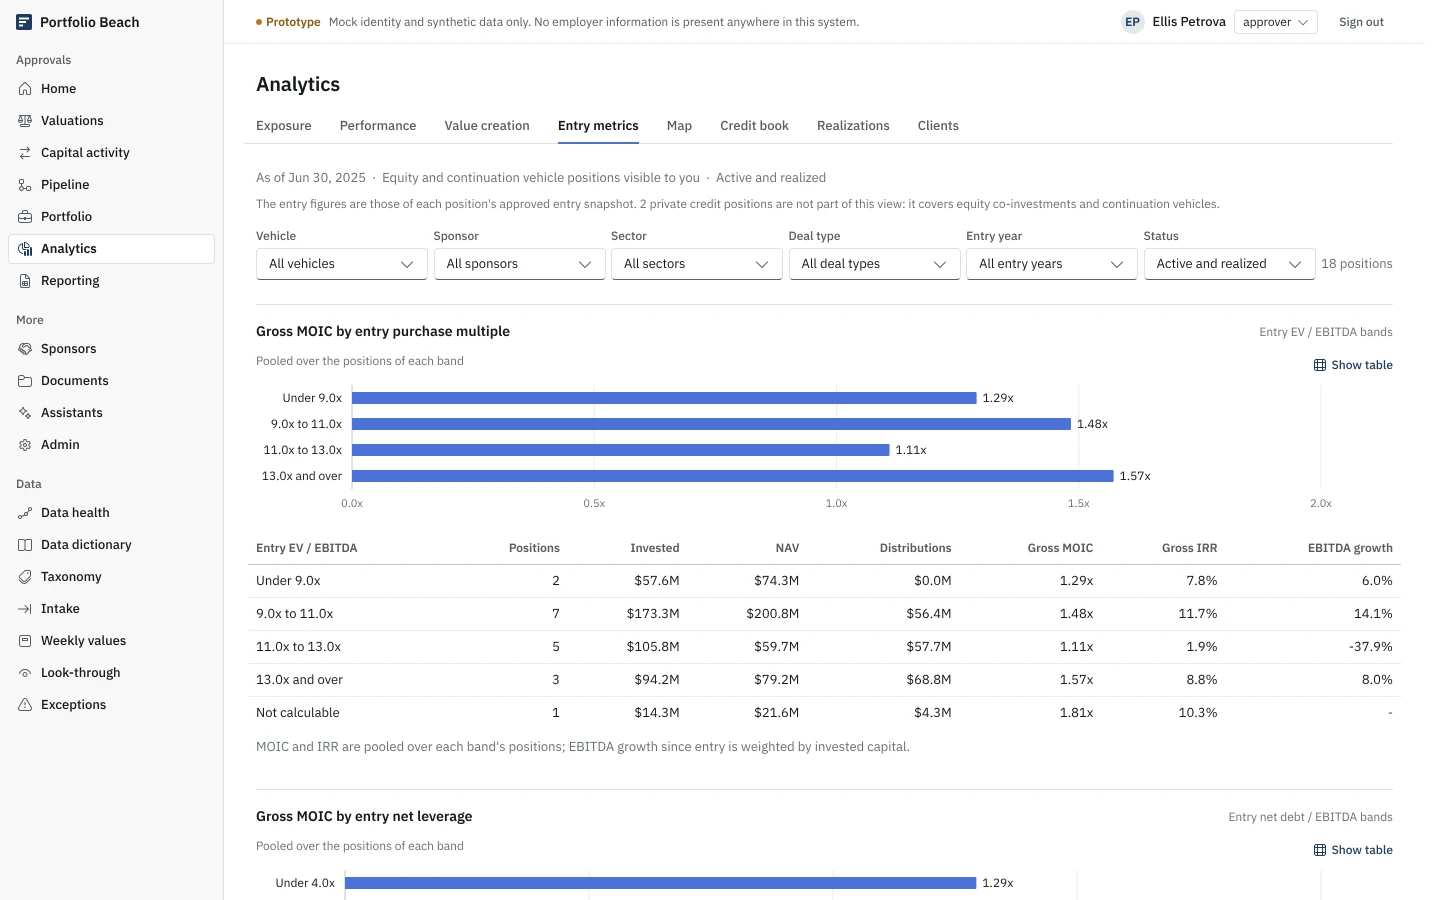 Portfolio Beach
Approvals
Home
Valuations
Capital activity
Pipeline
Portfolio
Analytics
Reporting
More
Sponsors
Documents
Assistants
Admin
Data
Data health
Data dictionary
Taxonomy
Intake
Weekly values
Look-through
Exceptions
Prototype Mock identity and synthetic data only. No employer information is present anywhere in this system.
EP Ellis Petrova approver Sign out
Analytics
Exposure Performance Value creation Entry metrics Map Credit book Realizations Clients
As of Jun 30, 2025 · Equity and continuation vehicle positions visible to you · Active and realized
The entry figures are those of each position's approved entry snapshot. 2 private credit positions are not part of this view: it covers equity co-investments and continuation vehicles.
Vehicle Sponsor Sector Deal type Entry year Status
All vehicles All sponsors All sectors All deal types All entry years Active and realized 18 positions
Gross MOIC by entry purchase multiple Entry EV / EBITDA bands
Pooled over the positions of each band Show table
Under 9.0x 1.29x
9.0x to 11.0x 1.48x
11.0x to 13.0x 1.11x
13.0x and over 1.57x
0.0x 0.5x 1.0x 1.5x 2.0x
Entry EV / EBITDA Positions Invested NAV Distributions Gross MOIC Gross IRR EBITDA growth
Under 9.0x 2 $57.6M $74.3M $0.0M 1.29x 7.8% 6.0%
9.0x to 11.0x 7 $173.3M $200.8M $56.4M 1.48x 11.7% 14.1%
11.0x to 13.0x 5 $105.8M $59.7M $57.7M 1.11x 1.9% -37.9%
13.0x and over 3 $94.2M $79.2M $68.8M 1.57x 8.8% 8.0%
Not calculable 1 $14.3M $21.6M $4.3M 1.81x 10.3% -
MOIC and IRR are pooled over each band's positions; EBITDA growth since entry is weighted by invested capital.
Gross MOIC by entry net leverage Entry net debt / EBITDA bands
Pooled over the positions of each band Show table
Under 4.0x 1.29x